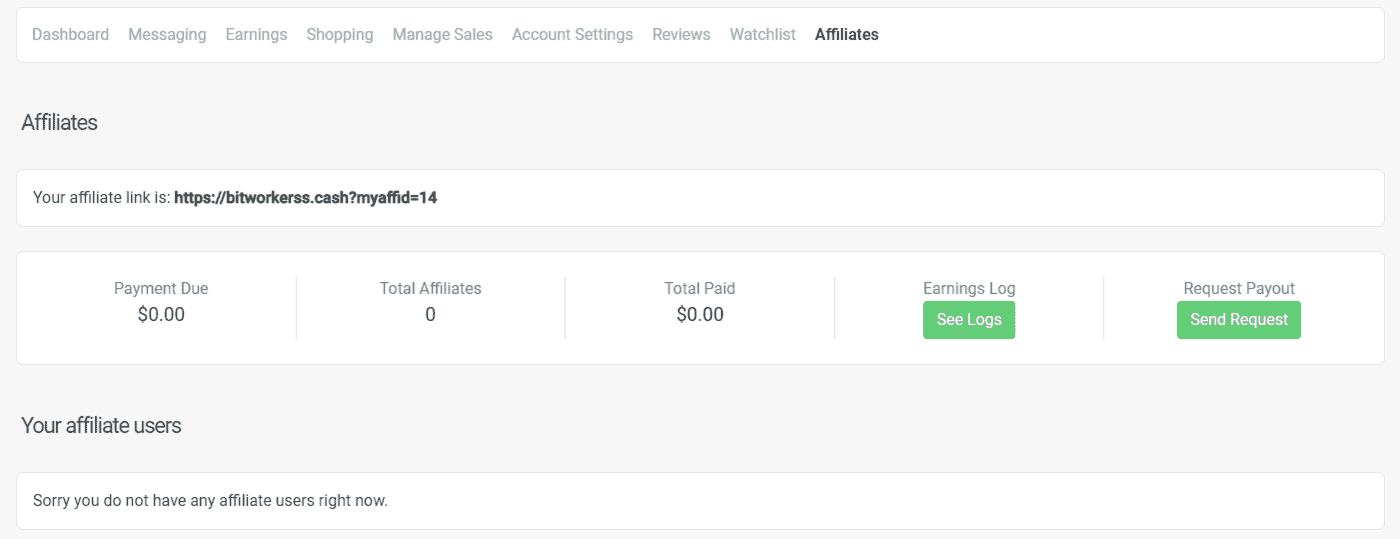 Dashboard Messaging Earnings Shopping Manage Sales Account Settings Reviews Watchlist Affiliates
Affiliates
Your affiliate link is: https://bitworkerss.cash?myaffid=14
Payment Due Total Affiliates Total Paid Earnings Log Request Payout
$0.00 0 $0.00 See Logs Send Request
Your affiliate users
Sorry you do not have any affiliate users right now.